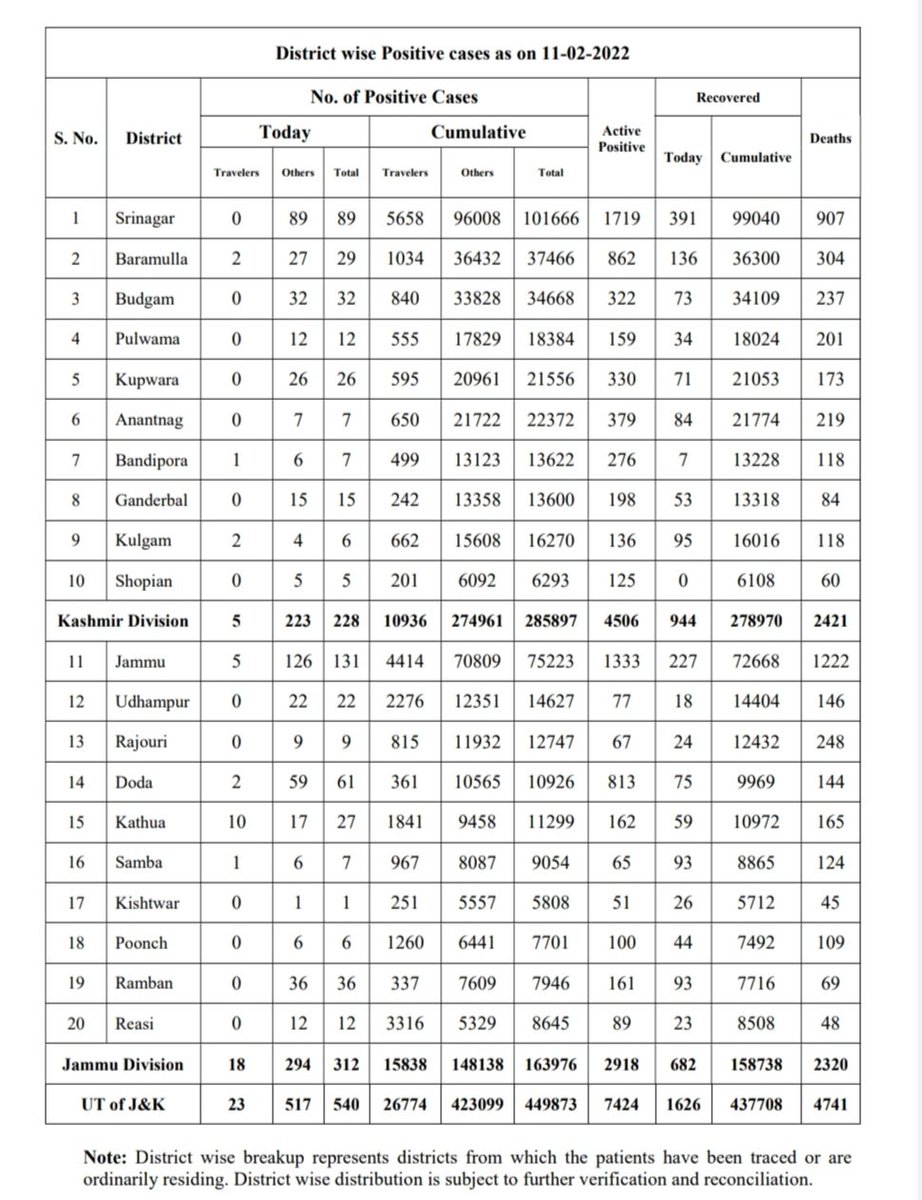 District wise Positive cases as on 11-02-2022
S. No. District No. of Positive Cases Active Positive Recovered Deaths
Today Cumulative Today Cumulative
Travelers Others Total Travelers Others Total
1 Srinagar 0 89 89 5658 96008 101666 1719 391 99040 907
2 Baramulla 2 27 29 1034 36432 37466 862 136 36300 304
3 Budgam 0 32 32 840 33828 34668 322 73 34109 237
4 Pulwama 0 12 12 555 17829 18384 159 34 18024 201
5 Kupwara 0 26 26 595 20961 21556 330 71 21053 173
6 Anantnag 0 7 7 650 21722 22372 379 84 21774 219
7 Bandipora 1 6 7 499 13123 13622 276 7 13228 118
8 Ganderbal 0 15 15 242 13358 13600 198 53 13318 84
9 Kulgam 2 4 6 662 15608 16270 136 95 16016 118
10 Shopian 0 5 5 201 6092 6293 125 0 6108 60
Kashmir Division 5 223 228 10936 274961 285897 4506 944 278970 2421
11 Jammu 5 126 131 4414 70809 75223 1333 227 72668 1222
12 Udhampur 0 22 22 2276 12351 14627 77 18 14404 146
13 Rajouri 0 9 9 815 11932 12747 67 24 12432 248
14 Doda 2 59 61 361 10565 10926 813 75 9969 144
15 Kathua 10 17 27 1841 9458 11299 162 59 10972 165
16 Samba 1 6 7 967 8087 9054 65 93 8865 124
17 Kishtwar 0 1 1 251 5557 5808 51 26 5712 45
18 Poonch 0 6 6 1260 6441 7701 100 44 7492 109
19 Ramban 0 36 36 337 7609 7946 161 93 7716 69
20 Reasi 0 12 12 3316 5329 8645 89 23 8508 48
Jammu Division 18 294 312 15838 148138 163976 2918 682 158738 2320
UT of J&K 23 517 540 26774 423099 449873 7424 1626 437708 4741
Note: District wise breakup represents districts from which the patients have been traced or are
ordinarily residing. District wise distribution is subject to further verification and reconciliation.